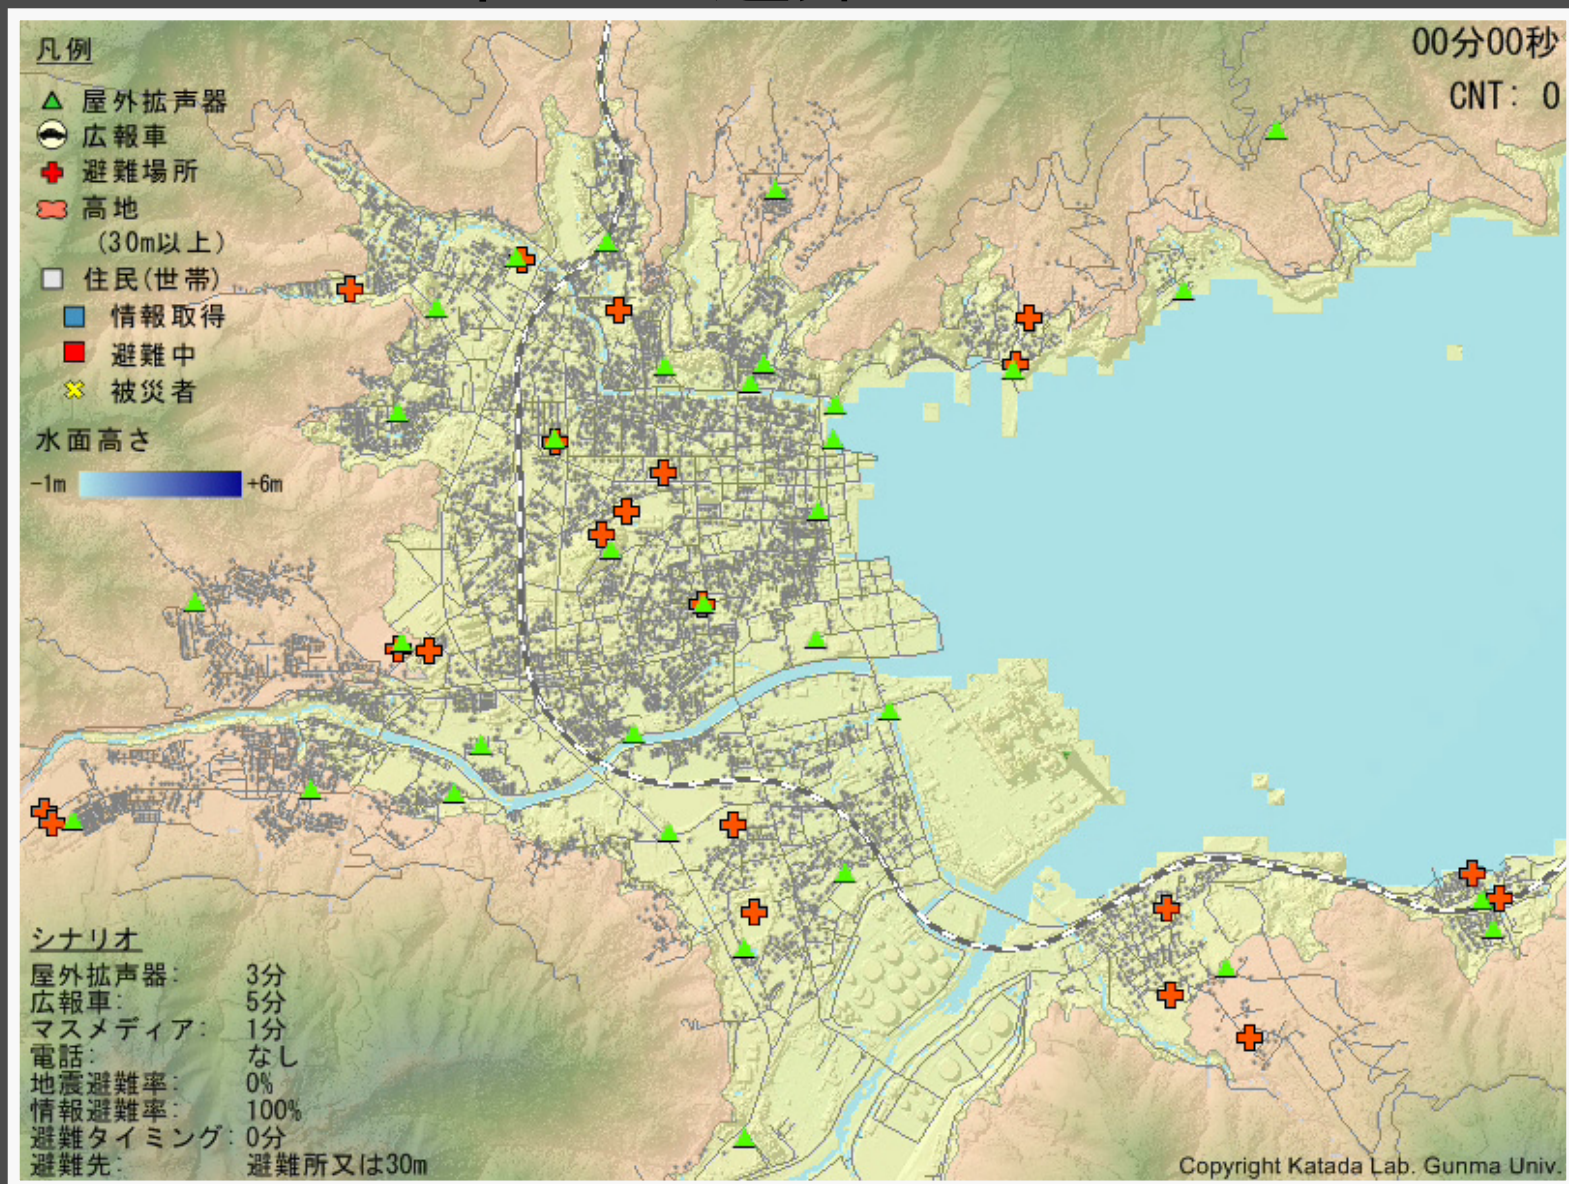 凡例
屋外拡声器
広報車
避難場所
高地
(30m以上)
住民(世帯)
情報取得
避難中
被災者
水面高さ
-1m +6m
00分00秒
CNT: 0
シナリオ
屋外拡声器: 3分
広報車: 5分
マスメディア: 1分
電話: なし
地震避難率: 0%
情報避難率: 100%
避難タイミング: 0分
避難先: 避難所又は30m
Copyright Katada Lab. Gunma Univ.